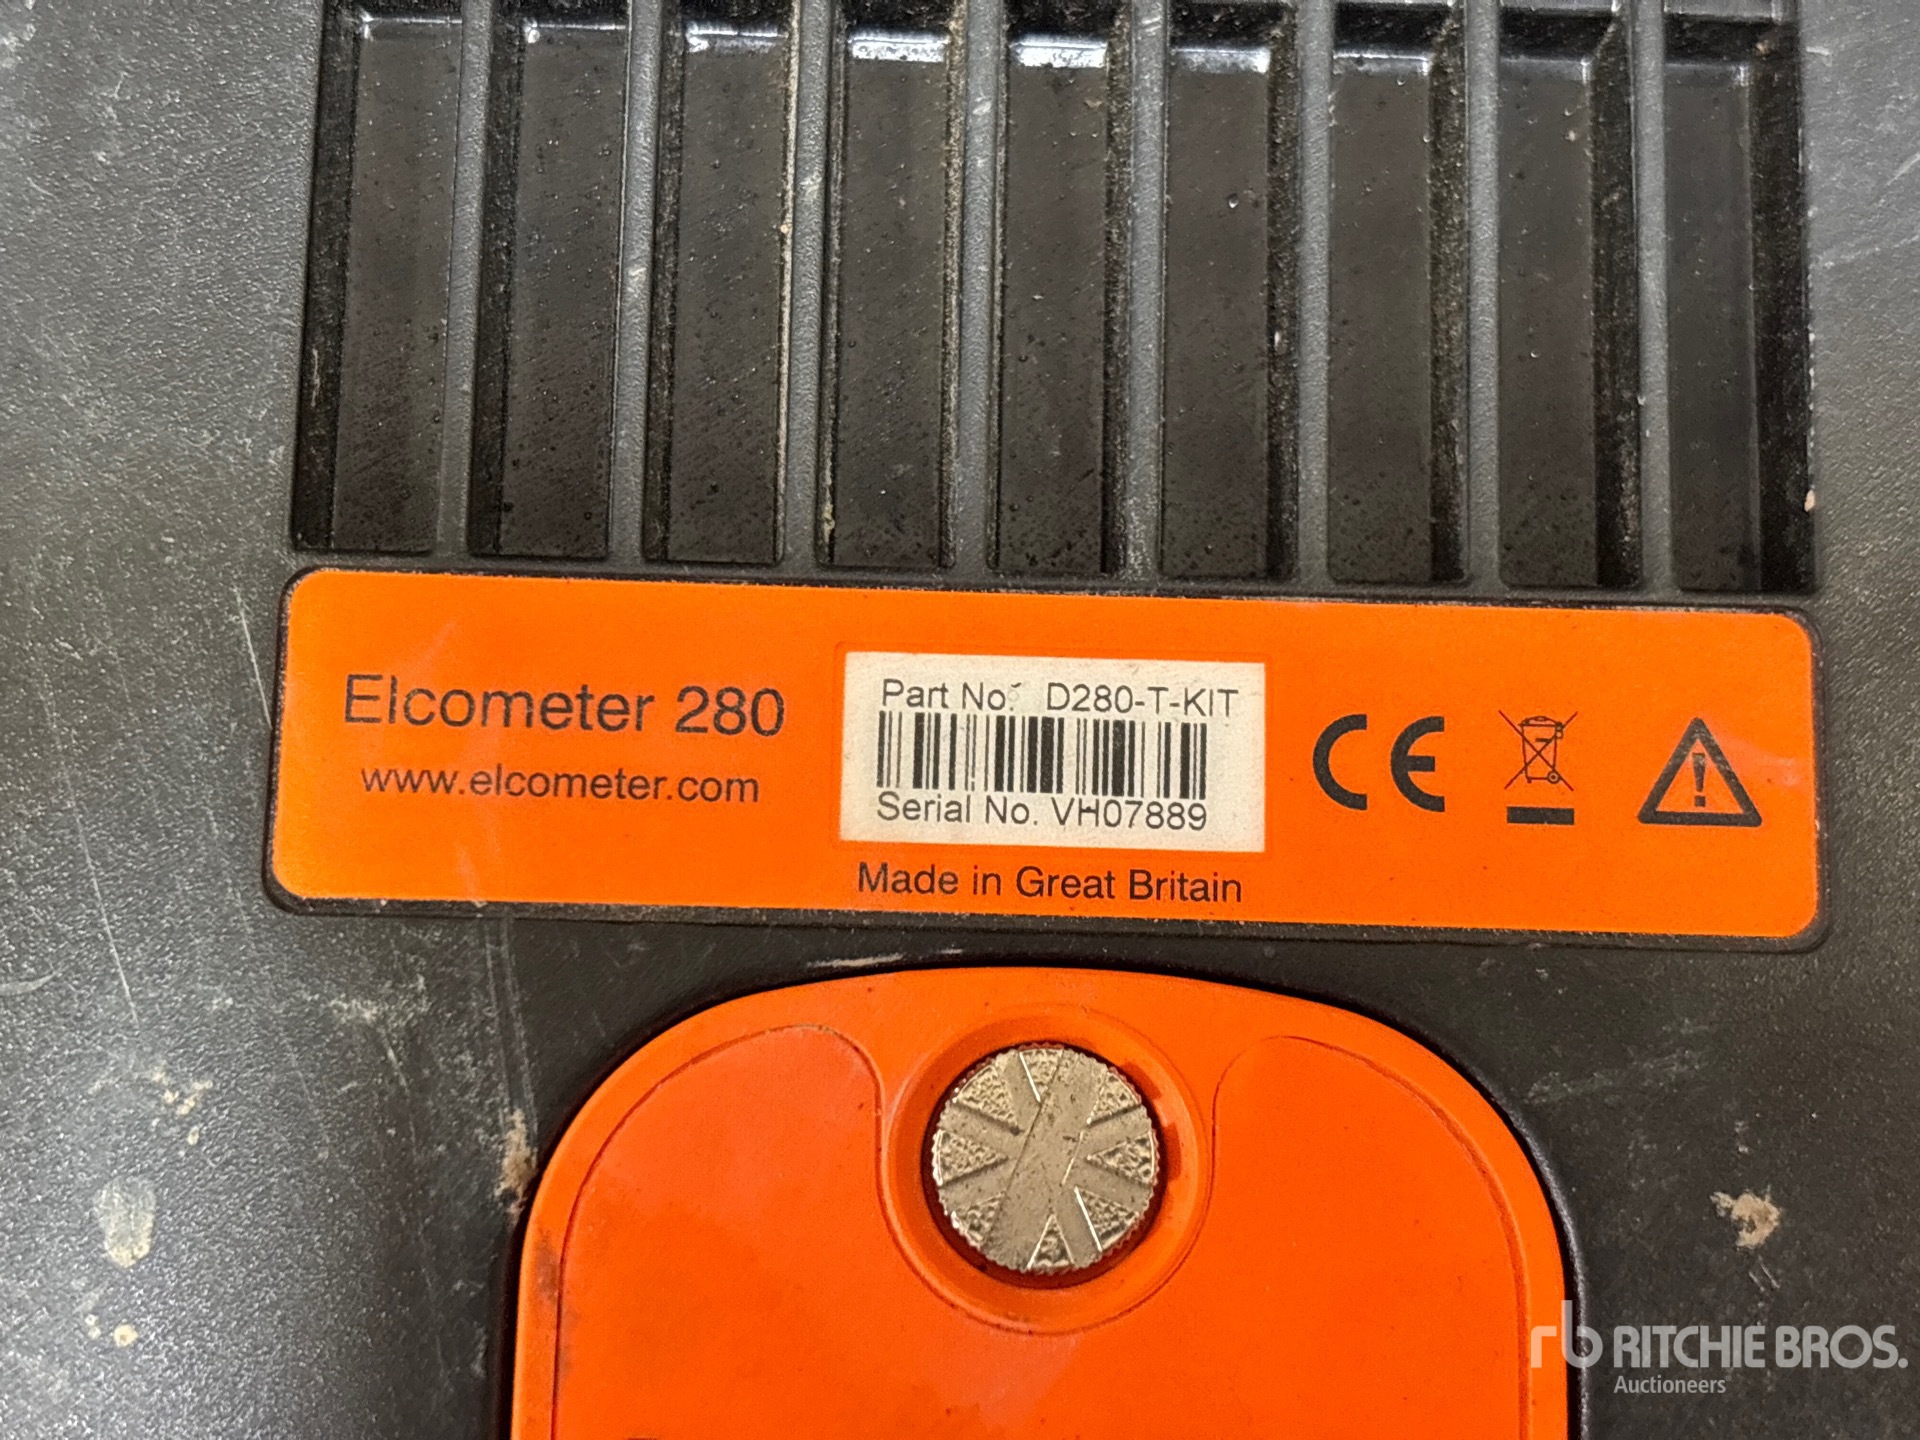 Elcometer 280
www.elcometer.com
Part No: D280-T-KIT
Serial No. VH07889
Made in Great Britain
CE
rb RITCHIE BROS.
Auctioneers